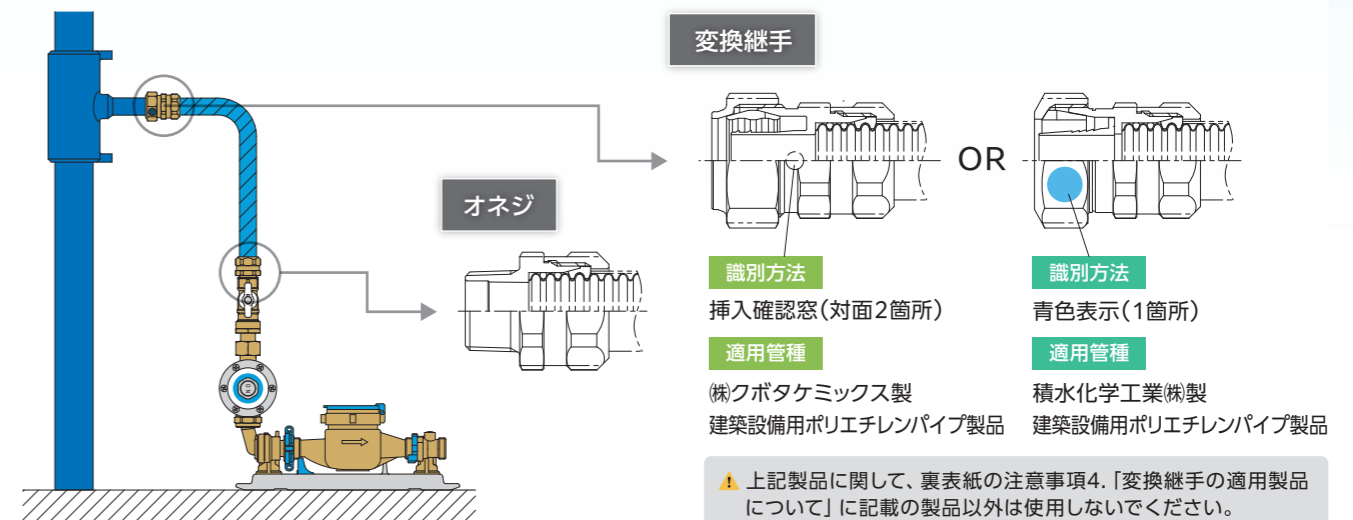 変換継手
オネジ
OR
識別方法
挿入確認窓(対面2箇所)
適用管種
㈱クボタケミックス製
建築設備用ポリエチレンパイプ製品
識別方法
青色表示(1箇所)
適用管種
積水化学工業㈱製
建築設備用ポリエチレンパイプ製品
上記製品に関して、裏表紙の注意事項4.「変換継手の適用製品
について」に記載の製品以外は使用しないでください。